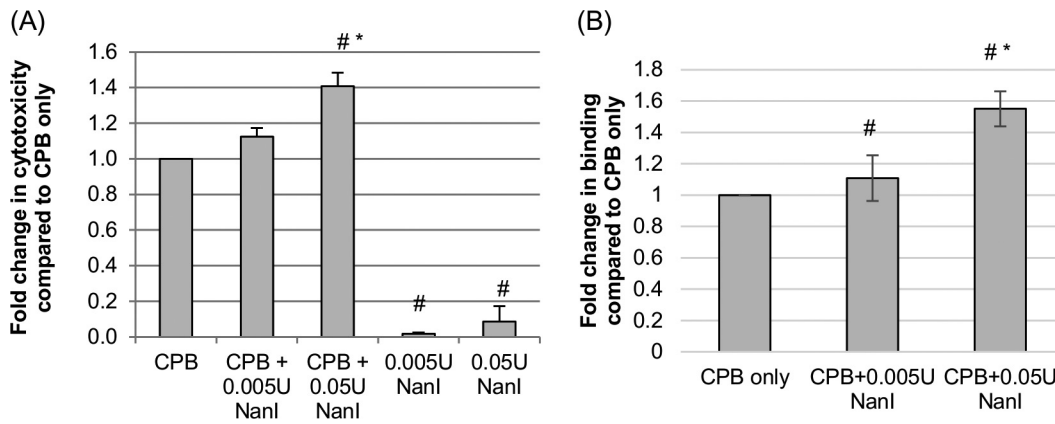 (A)
Fold change in cytotoxicity
compared to CPB only
1.6
1.4
1.2
1.0
0.8
0.6
0.4
0.2
0.0
# *
#
#
CPB
CPB +
0.005U
NanI
CPB +
0.05U
NanI
0.005U
NanI
0.05U
NanI
(B)
Fold change in binding
compared to CPB only
1.8
1.6
1.4
1.2
1
0.8
0.6
0.4
0.2
0
#
# *
CPB only
CPB+0.005U
NanI
CPB+0.05U
NanI